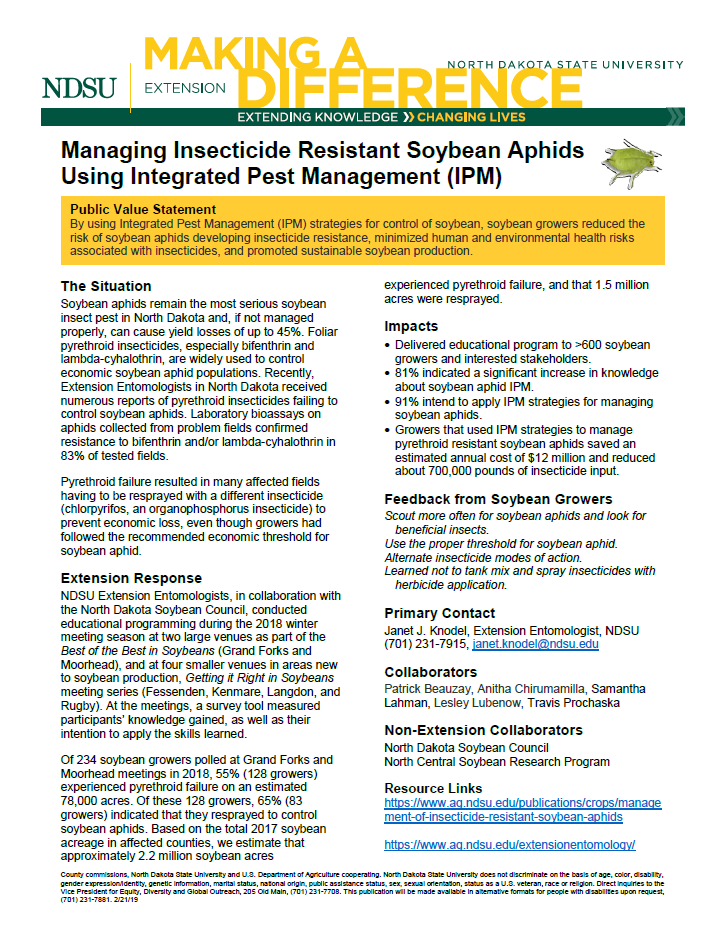 MAKING A
NORTH DAKOTA STATE UNIVERSITY
NDSU
EXTENSION
DIFFERENCE
EXTENDING KNOWLEDGE » CHANGING LIVES
Managing Insecticide Resistant Soybean Aphids
Using Integrated Pest Management (IPM)
Public Value Statement
By using Integrated Pest Management (IPM) strategies for control of soybean, soybean growers reduced the
risk of soybean aphids developing insecticide resistance, minimized human and environmental health risks
associated with insecticides, and promoted sustainable soybean production.
The Situation
Soybean aphids remain the most serious soybean
insect pest in North Dakota and, if not managed
properly, can cause yield losses of up to 45%. Foliar
pyrethroid insecticides, especially bifenthrin and
lambda-cyhalothrin, are widely used to control
economic soybean aphid populations. Recently,
Extension Entomologists in North Dakota received
numerous reports of pyrethroid insecticides failing to
control soybean aphids. Laboratory bioassays on
aphids collected from problem fields confirmed
resistance to bifenthrin and/or lambda-cyhalothrin in
83% of tested fields.
Pyrethroid failure resulted in many affected fields
having to be resprayed with a different insecticide
(chlorpyrifos, an organophosphorus insecticide) to
prevent economic loss, even though growers had
followed the recommended economic threshold for
soybean aphid.
Extension Response
NDSU Extension Entomologists, in collaboration with
the North Dakota Soybean Council, conducted
educational programming during the 2018 winter
meeting season at two large venues as part of the
Best of the Best in Soybeans (Grand Forks and
Moorhead), and at four smaller venues in areas new
to soybean production, Getting it Right in Soybeans
meeting series (Fessenden, Kenmare, Langdon, and
Rugby). At the meetings, a survey tool measured
participants' knowledge gained, as well as their
intention to apply the skills learned.
Of 234 soybean growers polled at Grand Forks and
Moorhead meetings in 2018, 55% (128 growers)
experienced pyrethroid failure on an estimated
78,000 acres. Of these 128 growers, 65% (83
growers) indicated that they resprayed to control
soybean aphids. Based on the total 2017 soybean
acreage in affected counties, we estimate that
approximately 2.2 million soybean acres
experienced pyrethroid failure, and that 1.5 million
acres were resprayed.
Impacts
• Delivered educational program to >600 soybean
growers and interested stakeholders.
• 81% indicated a significant increase in knowledge
about soybean aphid IPM.
• 91% intend to apply IPM strategies for managing
soybean aphids.
• Growers that used IPM strategies to manage
pyrethroid resistant soybean aphids saved an
estimated annual cost of $12 million and reduced
about 700,000 pounds of insecticide input.
Feedback from Soybean Growers
Scout more often for soybean aphids and look for
beneficial insects.
Use the proper threshold for soybean aphid.
Alternate insecticide modes of action.
Learned not to tank mix and spray insecticides with
herbicide application.
Primary Contact
Janet J. Knodel, Extension Entomologist, NDSU
(701) 231-7915, janet.knodel@ndsu.edu
Collaborators
Patrick Beauzay, Anitha Chirumamilla, Samantha
Lahman, Lesley Lubenow, Travis Prochaska
Non-Extension Collaborators
North Dakota Soybean Council
North Central Soybean Research Program
Resource Links
https://www.ag.ndsu.edu/publications/crops/manage
ment-of-insecticide-resistant-soybean-aphids
https://www.ag.ndsu.edu/extensionentomology/
County commissions, North Dakota State University and U.S. Department of Agriculture cooperating. North Dakota State University does not discriminate on the basis of age, color, disability,
gender expression/identity, genetic information, marital status, national origin, public assistance status, sex, sexual orientation, status as a U.S. veteran, race or religion. Direct inquiries to the
Vice President for Equity, Diversity and Global Outreach, 205 Old Main, (701) 231-7708. This publication will be made available in alternative formats for people with disabilities upon request,
(701) 231-7881. 2/21/19